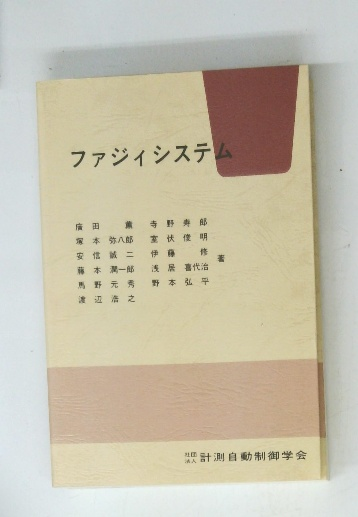 ファジィシステム
廣田 薫 寺野寿郎
塚本弥八郎 室伏俊明
安信誠二 伊藤 修
藤本潤一郎 浅居喜代治 著
馬野元秀 野本弘平
渡辺浩之
社団法人 計測自動制御学会